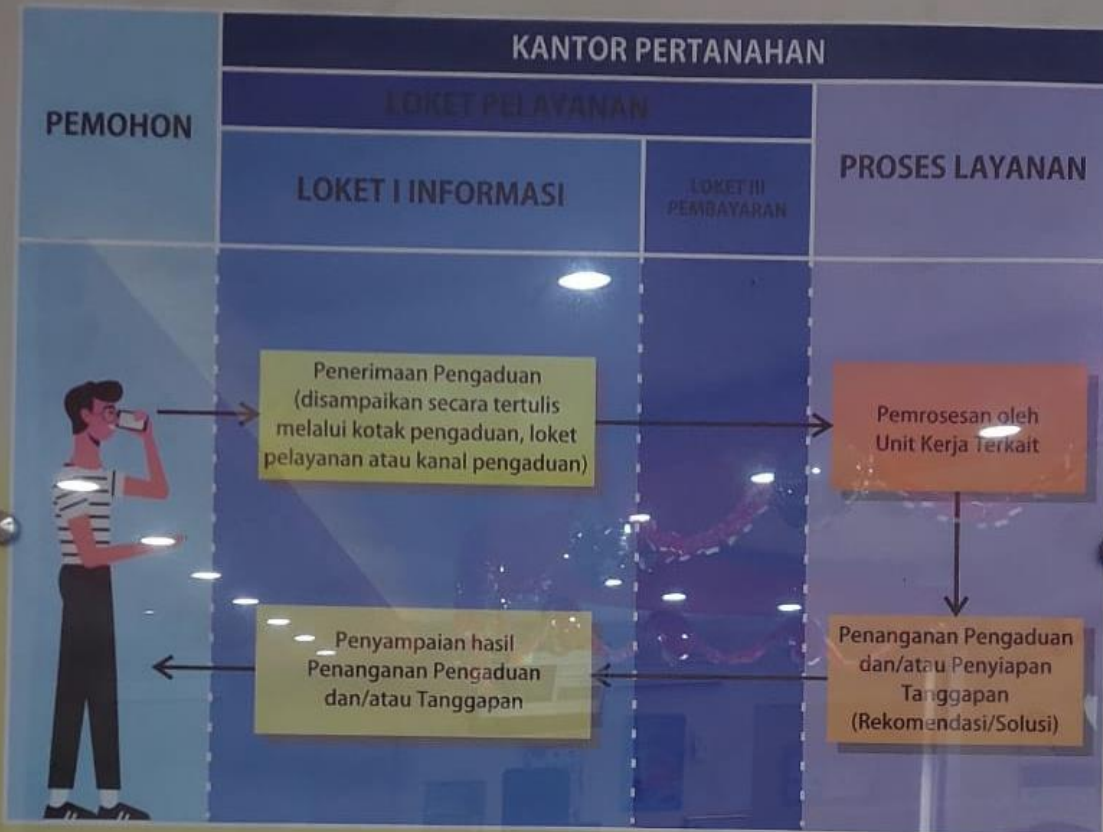 KANTOR PERTANAHAN
PEMOHON
LOKET PELAYANAN
LOKET I INFORMASI
LOKET III
PEMBAYARAN
PROSES LAYANAN
Penerimaan Pengaduan
(disampaikan secara tertulis
melalui kotak pengaduan, loket
pelayanan atau kanal pengaduan)
Pemrosesan oleh
Unit Kerja Terkait
Penanganan Pengaduan
dan/atau Penyiapan
Tanggapan
(Rekomendasi/Solusi)
Penyampaian hasil
Penanganan Pengaduan
dan/atau Tanggapan